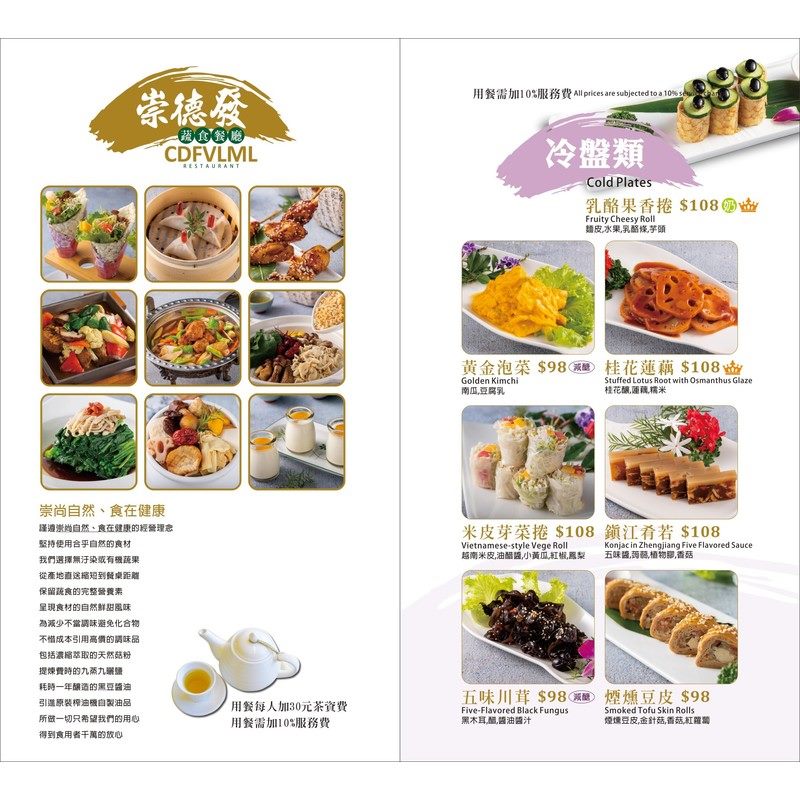 崇德發
蔬食餐廳
CDFVLML
RESTAURANT
崇尚自然、食在健康
謹遵崇尚自然、食在健康的經營理念
堅持使用合乎自然的食材
我們選擇無汙染或有機蔬果
從產地直送縮短到餐桌距離
保留蔬食的完整營養素
呈現食材的自然鮮甜風味
為減少不當調味避免化合物
不惜成本引用高價的調味品
包括濃縮萃取的天然菇粉
提煉費時的九蒸九曬鹽
耗時一年釀造的黑豆醬油
引進原裝榨油機自製油品
所做一切只希望我們的用心
得到食用者千萬的放心
用餐每人加30元茶資費
用餐需加10%服務費
用餐需加10%服務費 All prices are subjected to a 10%
冷盤類
Cold Plates
乳酪果香捲 $108 奶
Fruity Cheesy Roll
麵皮,水果,乳酪條,芋頭
黃金泡菜 $98 減醣
Golden Kimchi
南瓜,豆腐乳
桂花蓮藕 $108
Stuffed Lotus Root with Osmanthus Glaze
桂花釀,蓮藕,糯米
米皮芽菜捲 $108
Vietnamese-style Vege Roll
越南米皮,油醋醬,小黃瓜,紅椒,鳳梨
鎮江肴若 $108
Konjac in Zhengjiang Five Flavored Sauce
五味醬,蒟蒻,植物膠,香菇
五味川茸 $98 減醣
Five-Flavored Black Fungus
黑木耳,醋,醬油醬汁
煙燻豆皮 $98
Smoked Tofu Skin Rolls
煙燻豆皮,金針菇,香菇,紅蘿蔔